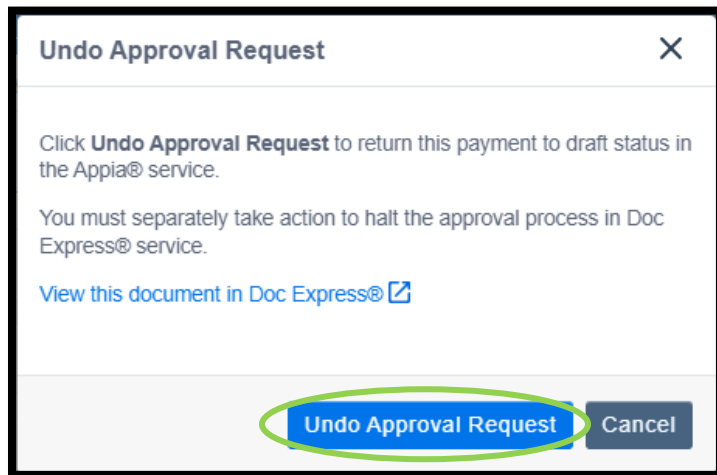 Undo Approval Request
Click Undo Approval Request to return this payment to draft status in
the Appia® service.
You must separately take action to halt the approval process in Doc
Express® service.
View this document in Doc Express®
Undo Approval Request Cancel